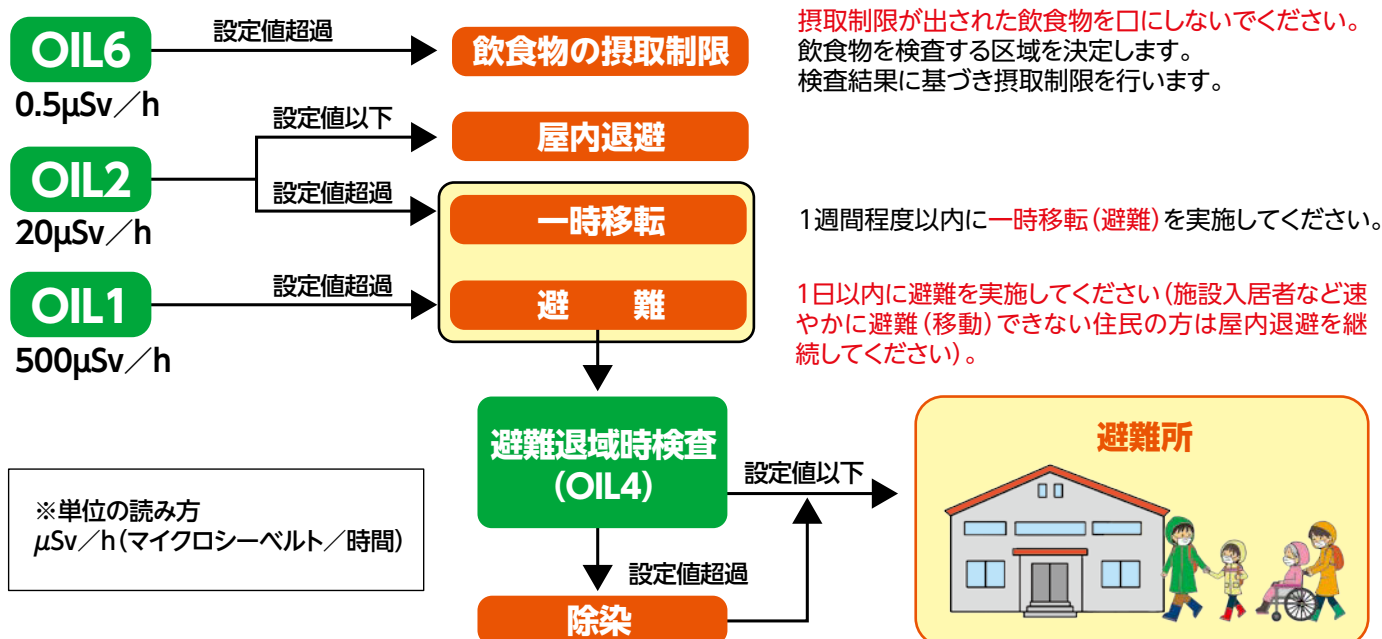 OIL6
0.5μSv／h
設定値超過
飲食物の摂取制限
摂取制限が出された飲食物を口にしないでください。
飲食物を検査する区域を決定します。
検査結果に基づき摂取制限を行います。
OIL2
20μSv／h
設定値以下
屋内退避
設定値超過
一時移転
1週間程度以内に一時移転(避難)を実施してください。
OIL1
500μSv／h
設定値超過
避　難
1日以内に避難を実施してください(施設入居者など速
やかに避難(移動)できない住民の方は屋内退避を継
続してください)。
避難退域時検査
(OIL4)
設定値以下
避難所
設定値超過
除染
※単位の読み方
μSv／h(マイクロシーベルト／時間)